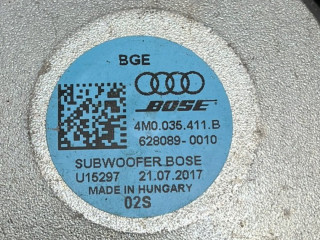 BGE
BOSE
4M0.035.411.B
628089-0010
SUBWOOFER BOSE
U15297 21.07.2017
MADE IN HUNGARY
02S